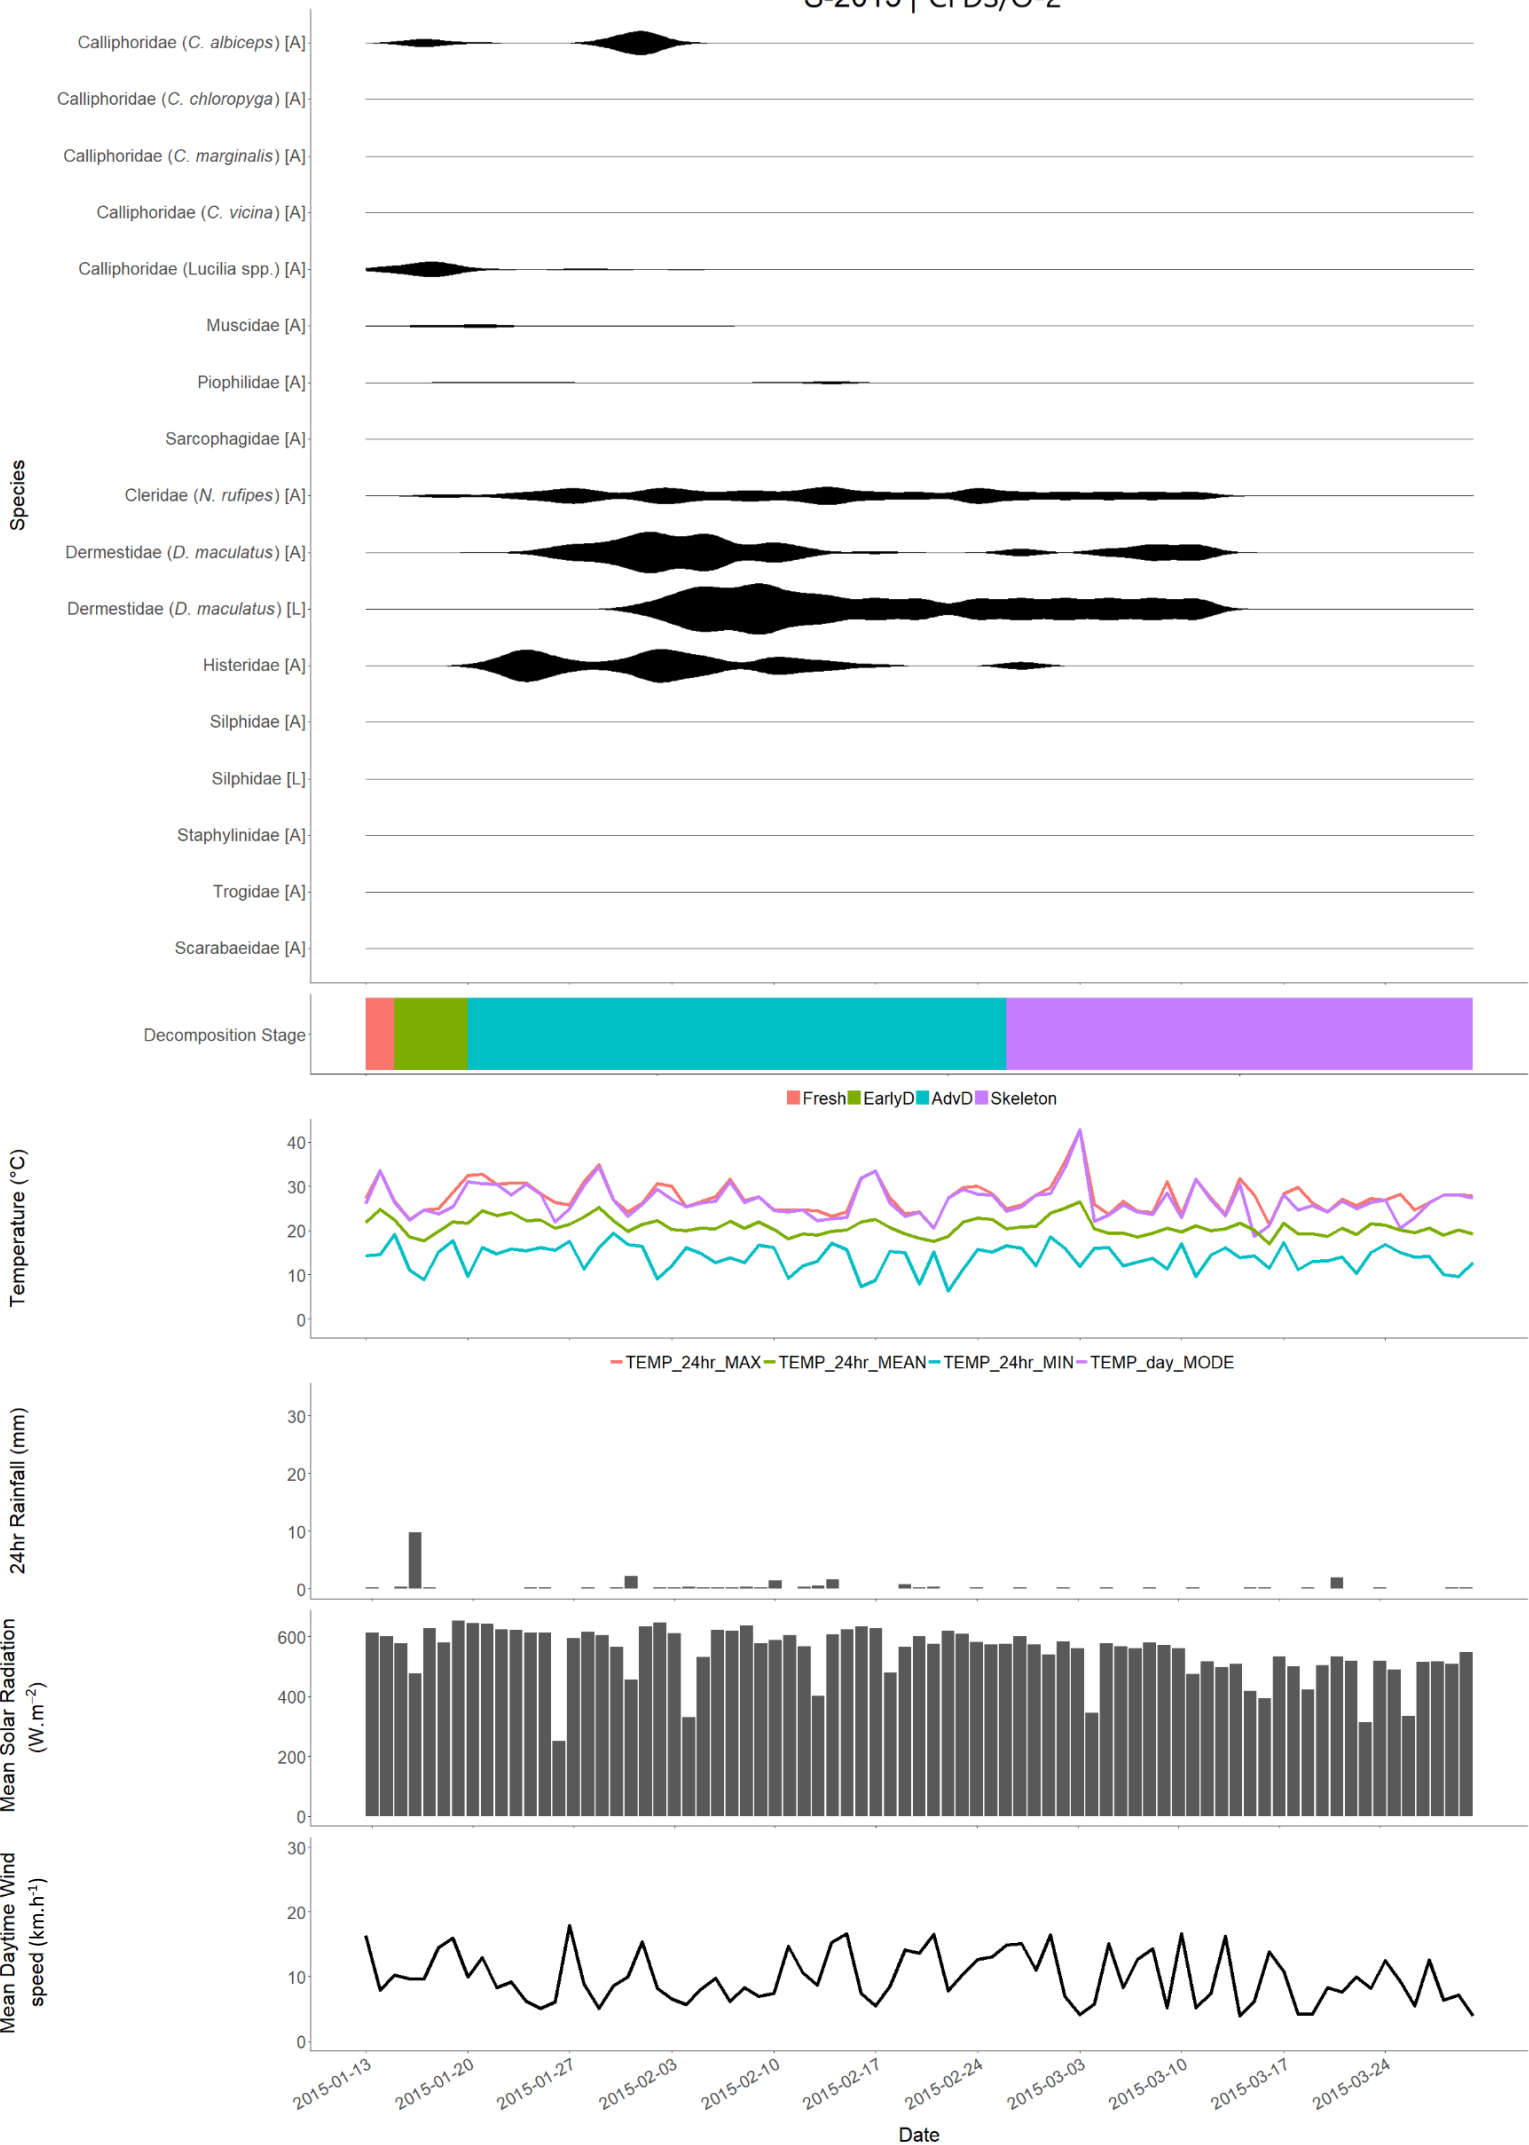 S-2015 | CFDS/O-2
Calliphoridae (C. albiceps) [A]
Calliphoridae (C. chloropyga) [A]
Calliphoridae (C. marginalis) [A]
Calliphoridae (C. vicina) [A]
Calliphoridae (Lucilia spp.) [A]
Muscidae [A]
Piophilidae [A]
Sarcophagidae [A]
Species
Cleridae (N. rufipes) [A]
Dermestidae (D. maculatus) [A]
Dermestidae (D. maculatus) [L]
Histeridae [A]
Silphidae [A]
Silphidae [L]
Staphylinidae [A]
Trogidae [A]
Scarabaeidae [A]
Decomposition Stage
Fresh EarlyD AdvD Skeleton
Temperature (°C)
40
30
20
10
0
TEMP_24hr_MAX TEMP_24hr_MEAN TEMP_24hr_MIN TEMP_day_MODE
24hr Rainfall (mm)
30
20
10
0
Mean Solar Radiation
(W.m⁻²)
600
400
200
0
Mean Daytime Wind
speed (km.h⁻¹)
30
20
10
0
2015-01-13 2015-01-20 2015-01-27 2015-02-03 2015-02-10 2015-02-17 2015-02-24 2015-03-03 2015-03-10 2015-03-17 2015-03-24
Date